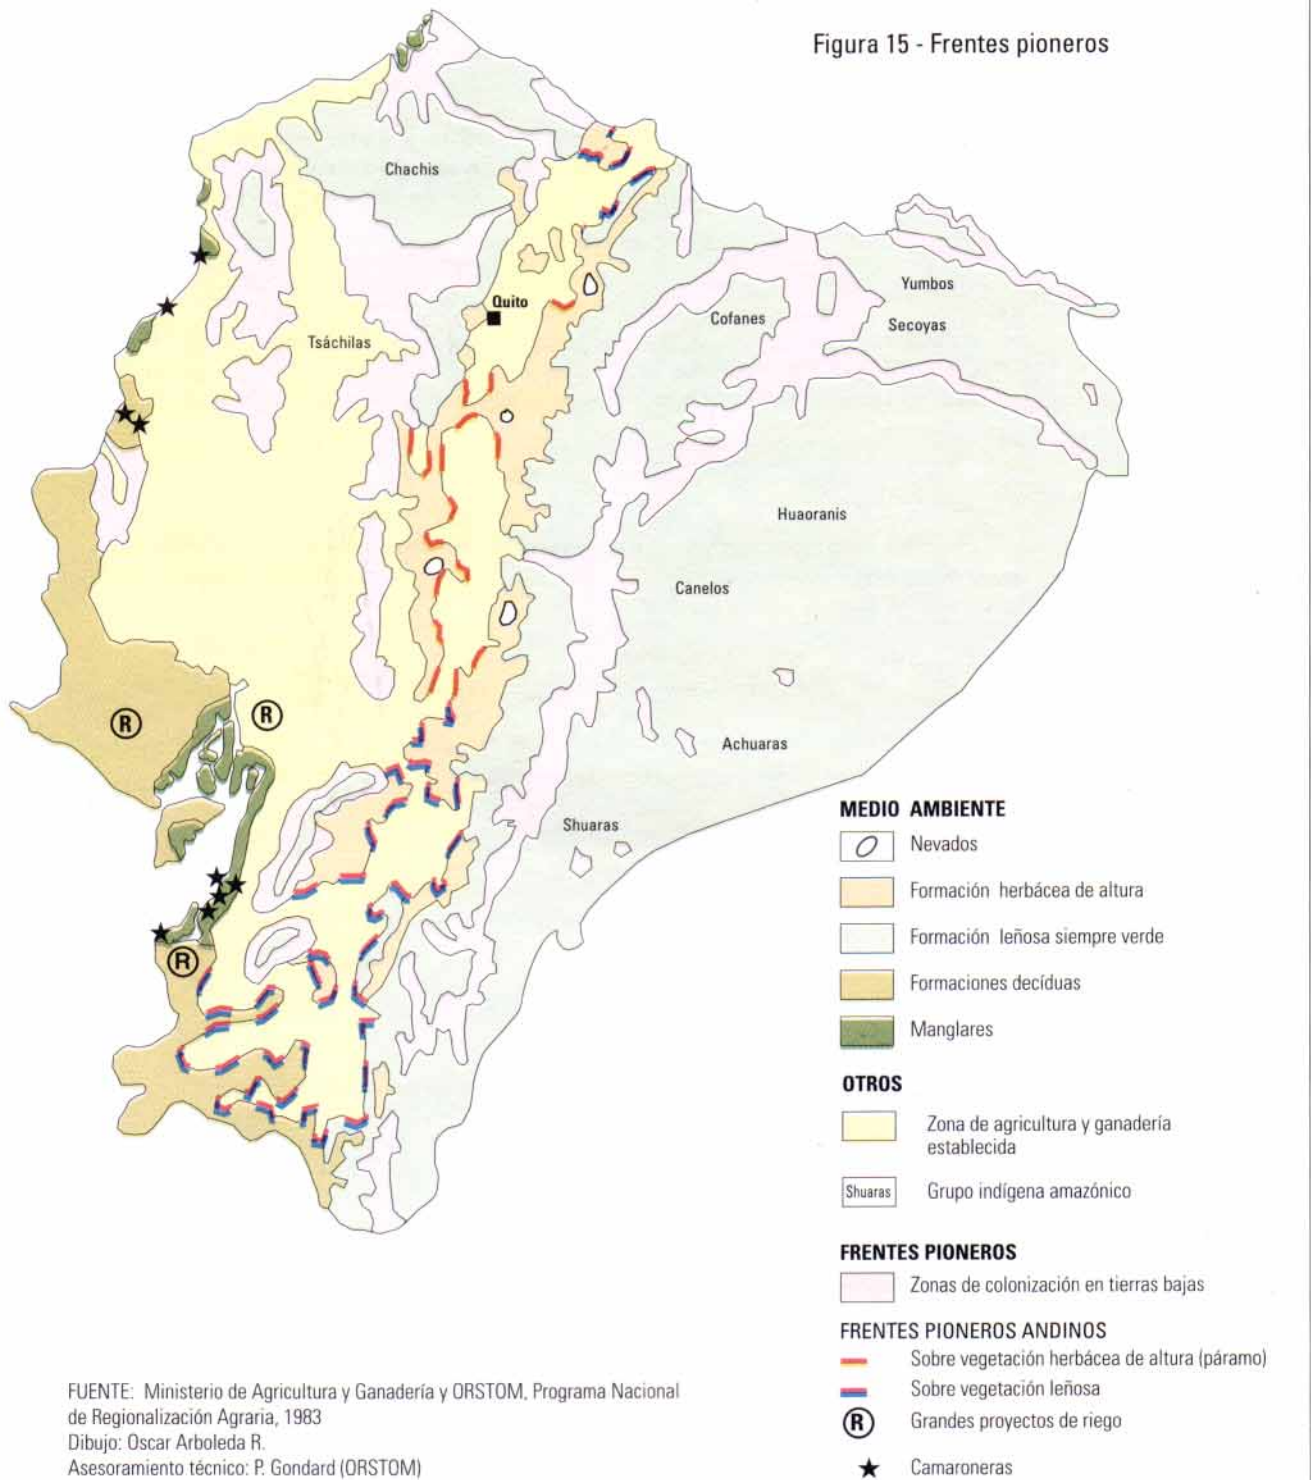 Figura 15 - Frentes pioneros
Chachis
Yumbos
Quito
Cofanes
Secoyas
Tsáchilas
Huaoranis
Canelos
R
R
Achuaras
Shuaras
R
MEDIO AMBIENTE
Nevados
Formación herbácea de altura
Formación leñosa siempre verde
Formaciones decíduas
Manglares
OTROS
Zona de agricultura y ganadería
establecida
Shuaras Grupo indígena amazónico
FRENTES PIONEROS
Zonas de colonización en tierras bajas
FRENTES PIONEROS ANDINOS
Sobre vegetación herbácea de altura (páramo)
Sobre vegetación leñosa
R Grandes proyectos de riego
Camaroneras
FUENTE: Ministerio de Agricultura y Ganadería y ORSTOM, Programa Nacional
de Regionalización Agraria, 1983
Dibujo: Oscar Arboleda R.
Asesoramiento técnico: P. Gondard (ORSTOM)